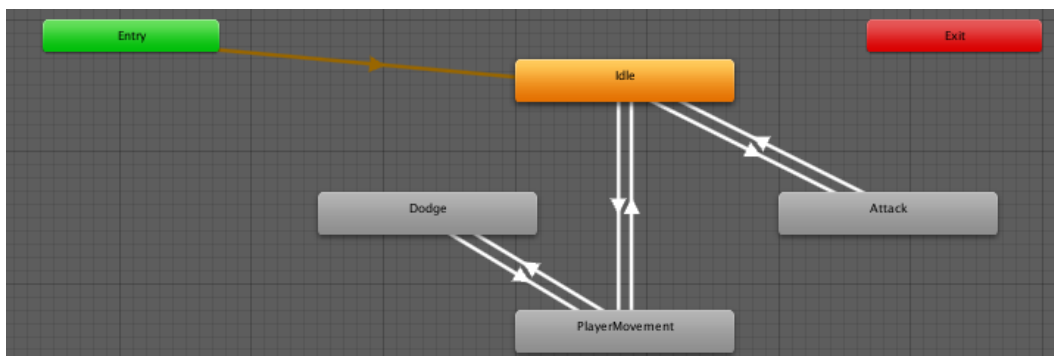 Entry
Exit
Idle
Dodge
Attack
PlayerMovement